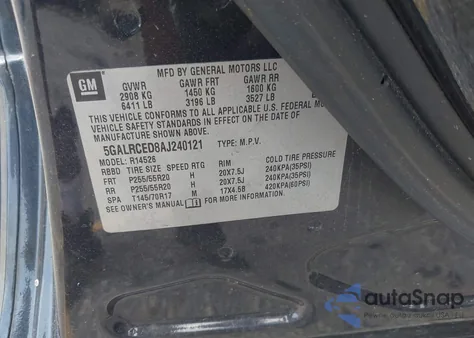 GM
MFD BY GENERAL MOTORS LLC
GVWR GAWR FRT GAWR RR
2908 KG 1450 KG 1600 KG
6411 LB 3196 LB 3527 LB
THIS VEHICLE CONFORMS TO ALL APPLICABLE U.S. FEDERAL
MOTOR VEHICLE SAFETY
THEFT PREVENTION STANDARDS IN EFFECT ON THE DATE OF
MANUFACTURE SHOWN ABOVE.
5GALRCED8AJ240121 TYPE: M.P.V.
MODEL: R14526
RBBD TIRE SIZE SPEED RTG RIM COLD TIRE PRESSURE
FRT P255/55R20 H 20X7.5J 240KPA(35PSI)
RR P255/55R20 H 20X7.5J 240KPA(35PSI)
SPA T145/70R17 M 17X4.5B 420KPA(60PSI)
SEE OWNER'S MANUAL FOR MORE INFORMATION.
autoSnap